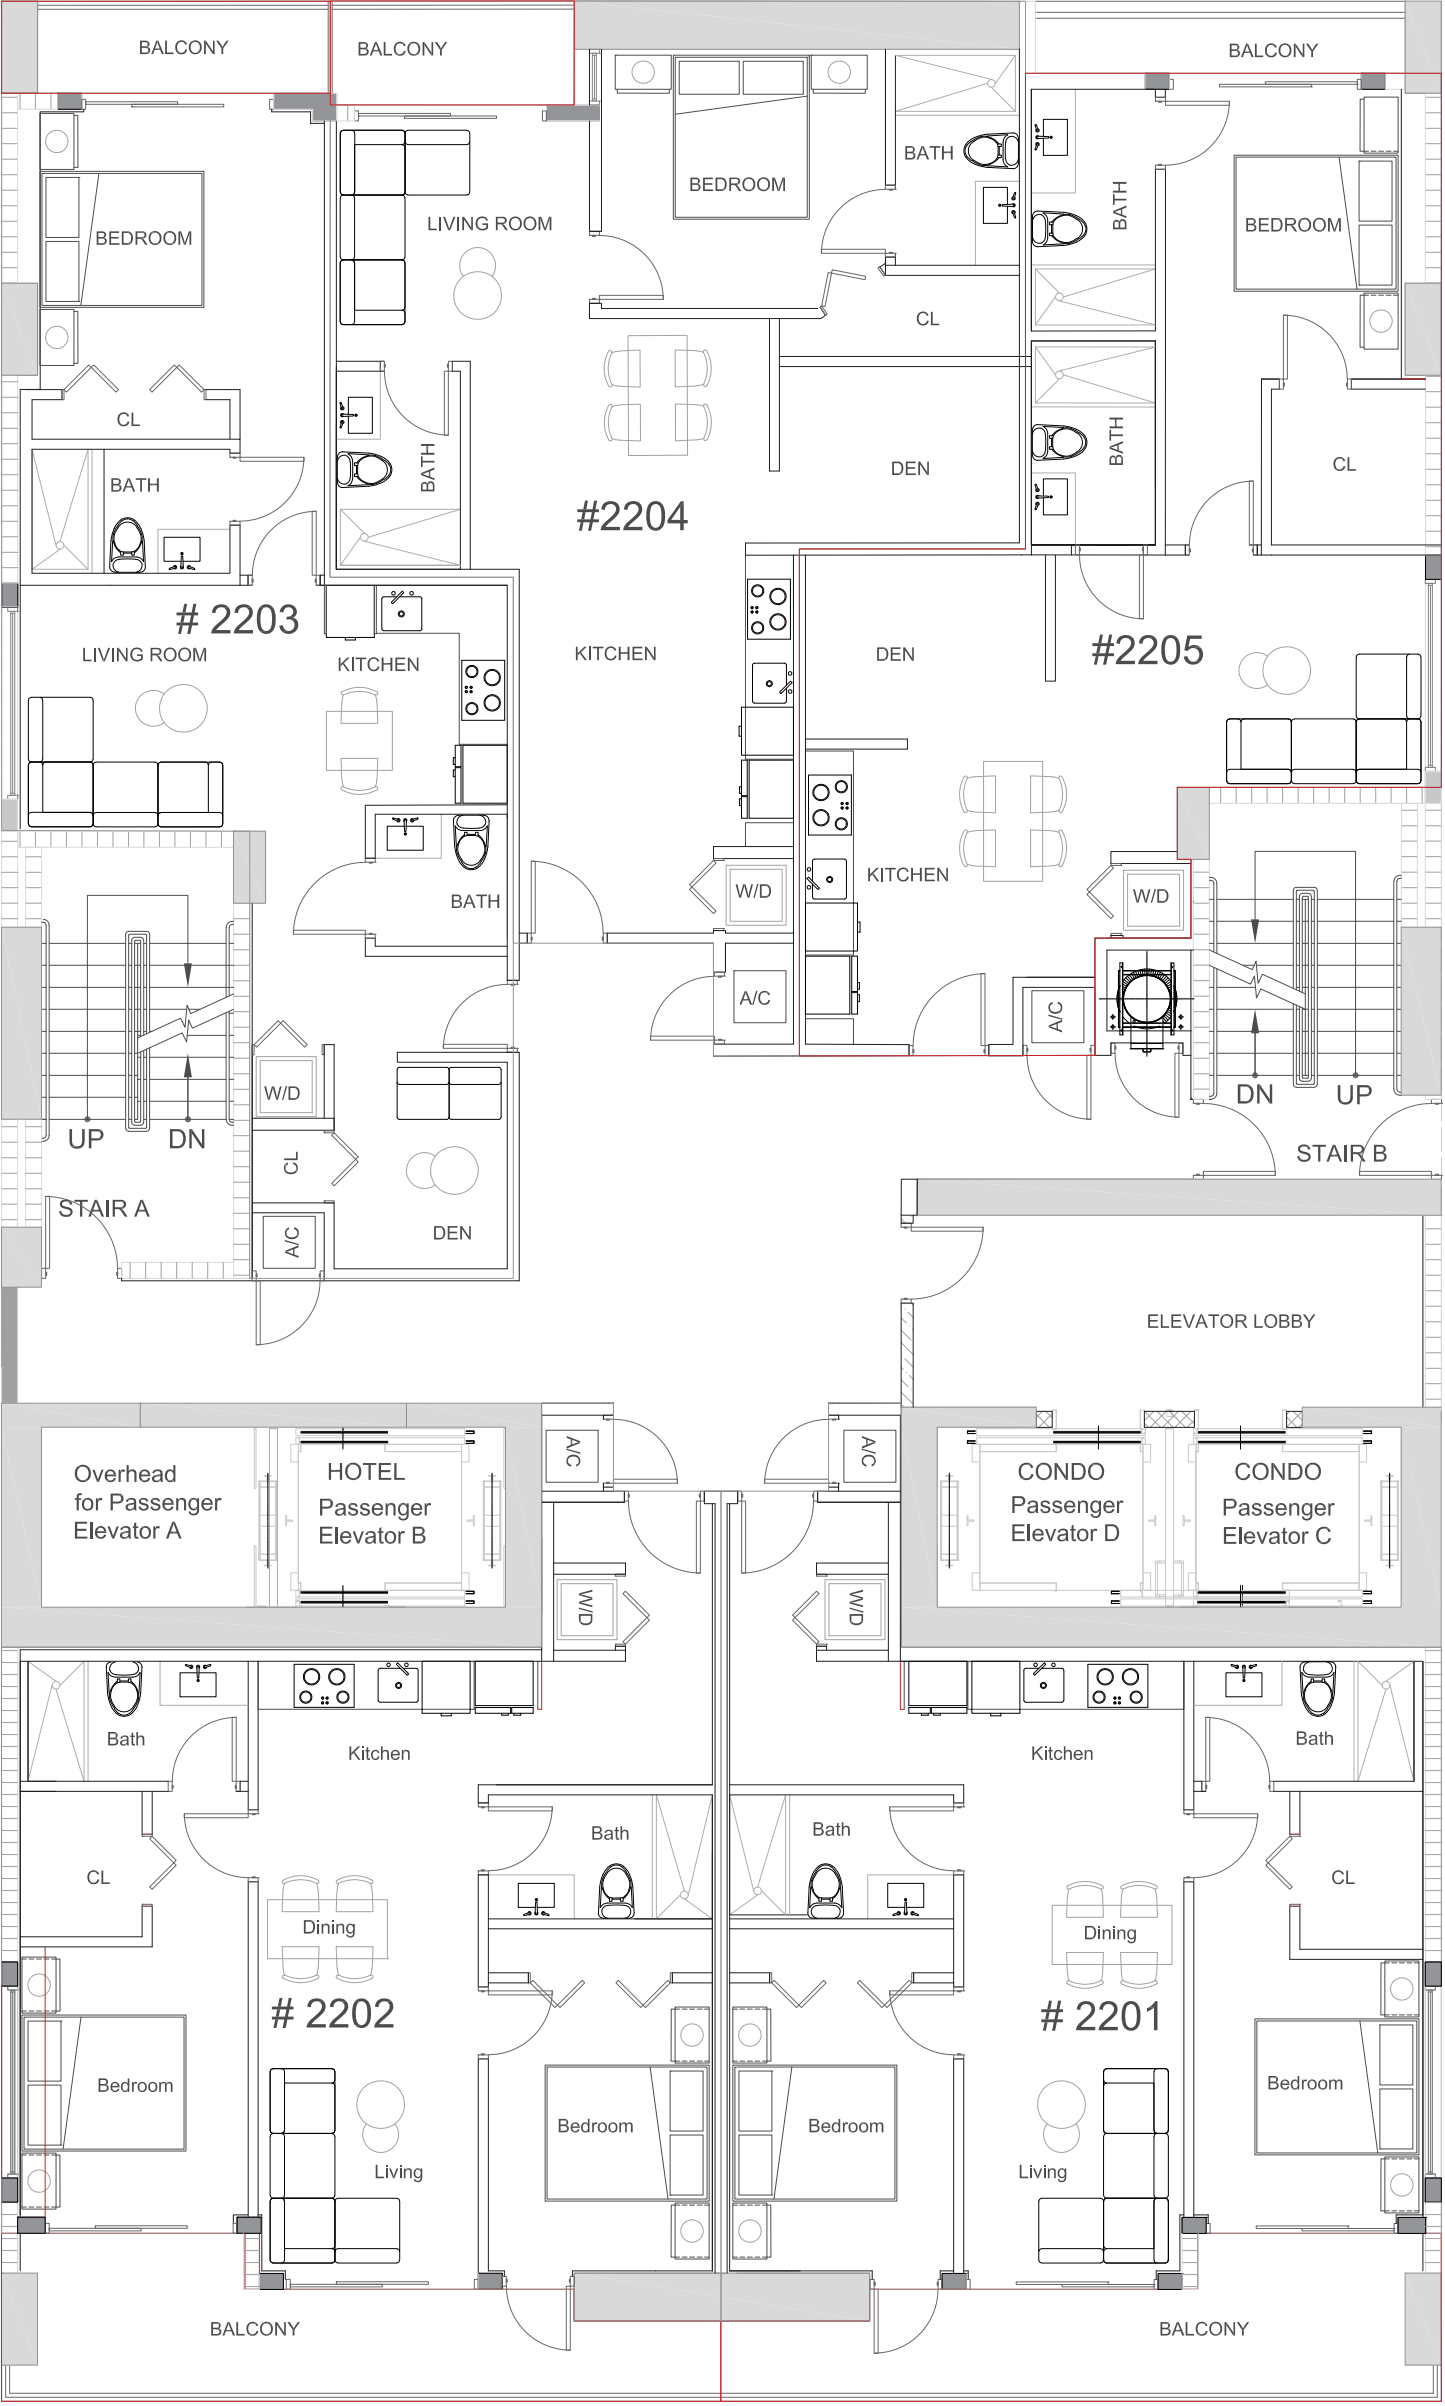 BALCONY
BALCONY
BALCONY
BEDROOM
LIVING ROOM
BEDROOM
BATH
BATH
BEDROOM
CL
CL
BATH
BATH
#2204
DEN
BATH
CL
BATH
# 2203
LIVING ROOM
KITCHEN
KITCHEN
DEN
#2205
BATH
W/D
KITCHEN
W/D
A/C
A/C
UP
DN
W/D
DN
UP
STAIR A
CL
A/C
DEN
STAIR B
ELEVATOR LOBBY
Overhead
for Passenger
Elevator A
HOTEL
Passenger
Elevator B
A/C
A/C
CONDO
Passenger
Elevator D
CONDO
Passenger
Elevator C
W/D
W/D
Bath
Kitchen
Kitchen
Bath
Bath
Bath
CL
Dining
Dining
CL
# 2202
# 2201
Bedroom
Bedroom
Bedroom
Bedroom
Living
Living
BALCONY
BALCONY